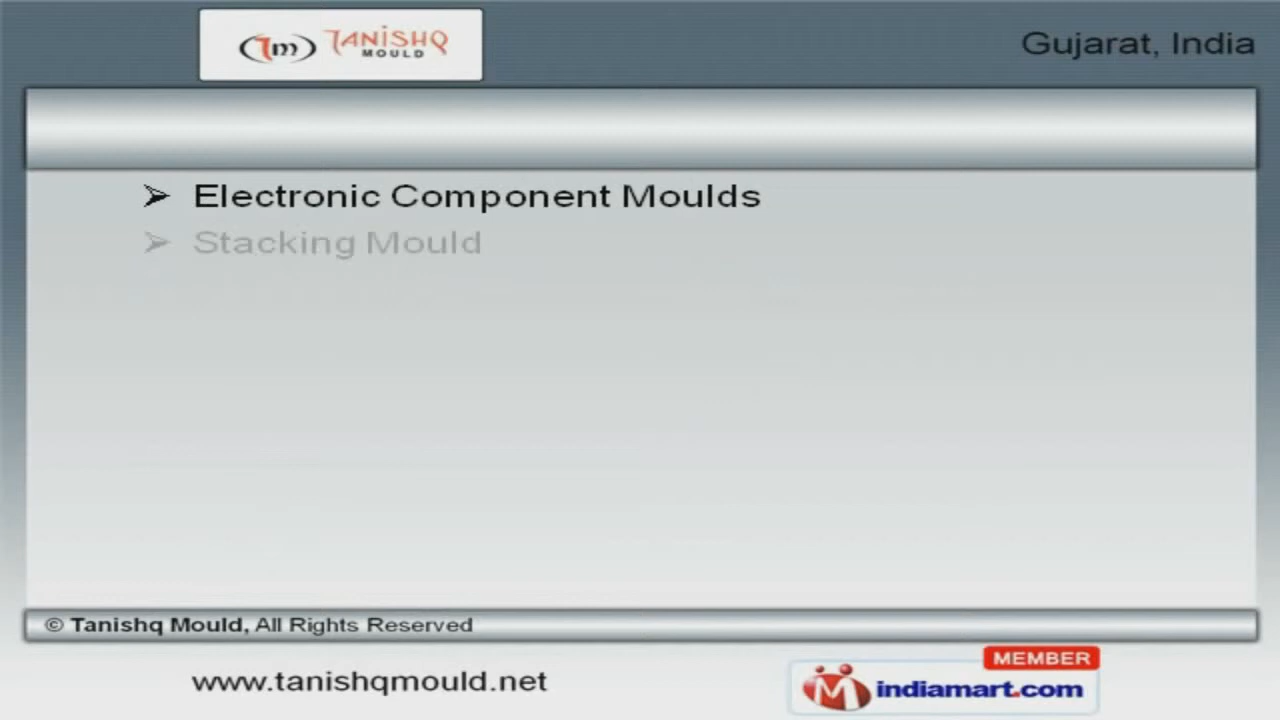 Tm TANISHQ
MOULD
Gujarat, India
➢ Electronic Component Moulds
➢ Stacking Mould
© Tanishq Mould, All Rights Reserved
www.tanishqmould.net
MEMBER
M indiamart.com